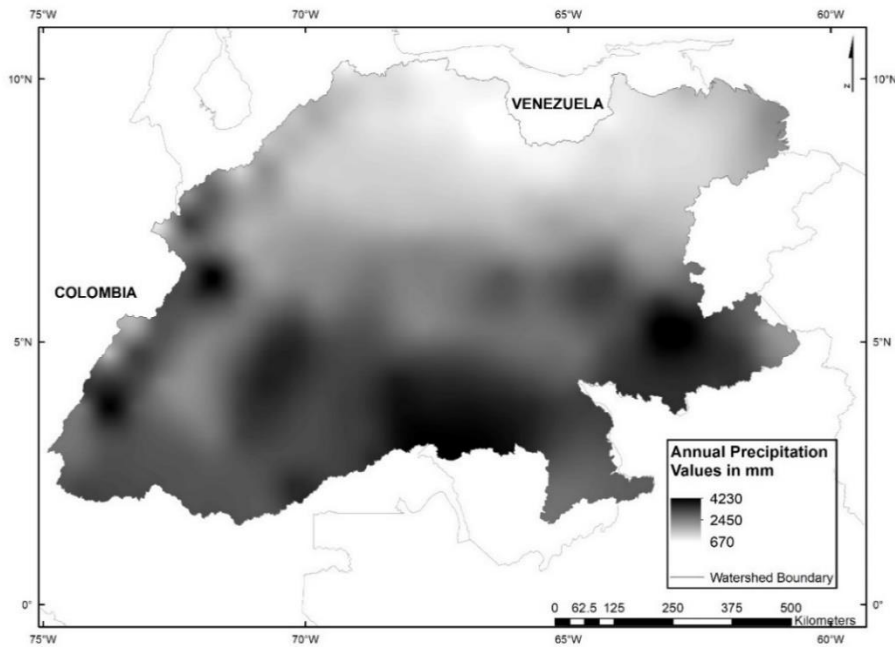 75°W 70°W 65°W 60°W
10°N 10°N
VENEZUELA
N
COLOMBIA
5°N 5°N
Annual Precipitation
Values in mm
4230
2450
670
Watershed Boundary
0° 0°
0 62.5 125 250 375 500
Kilometers
75°W 70°W 65°W 60°W